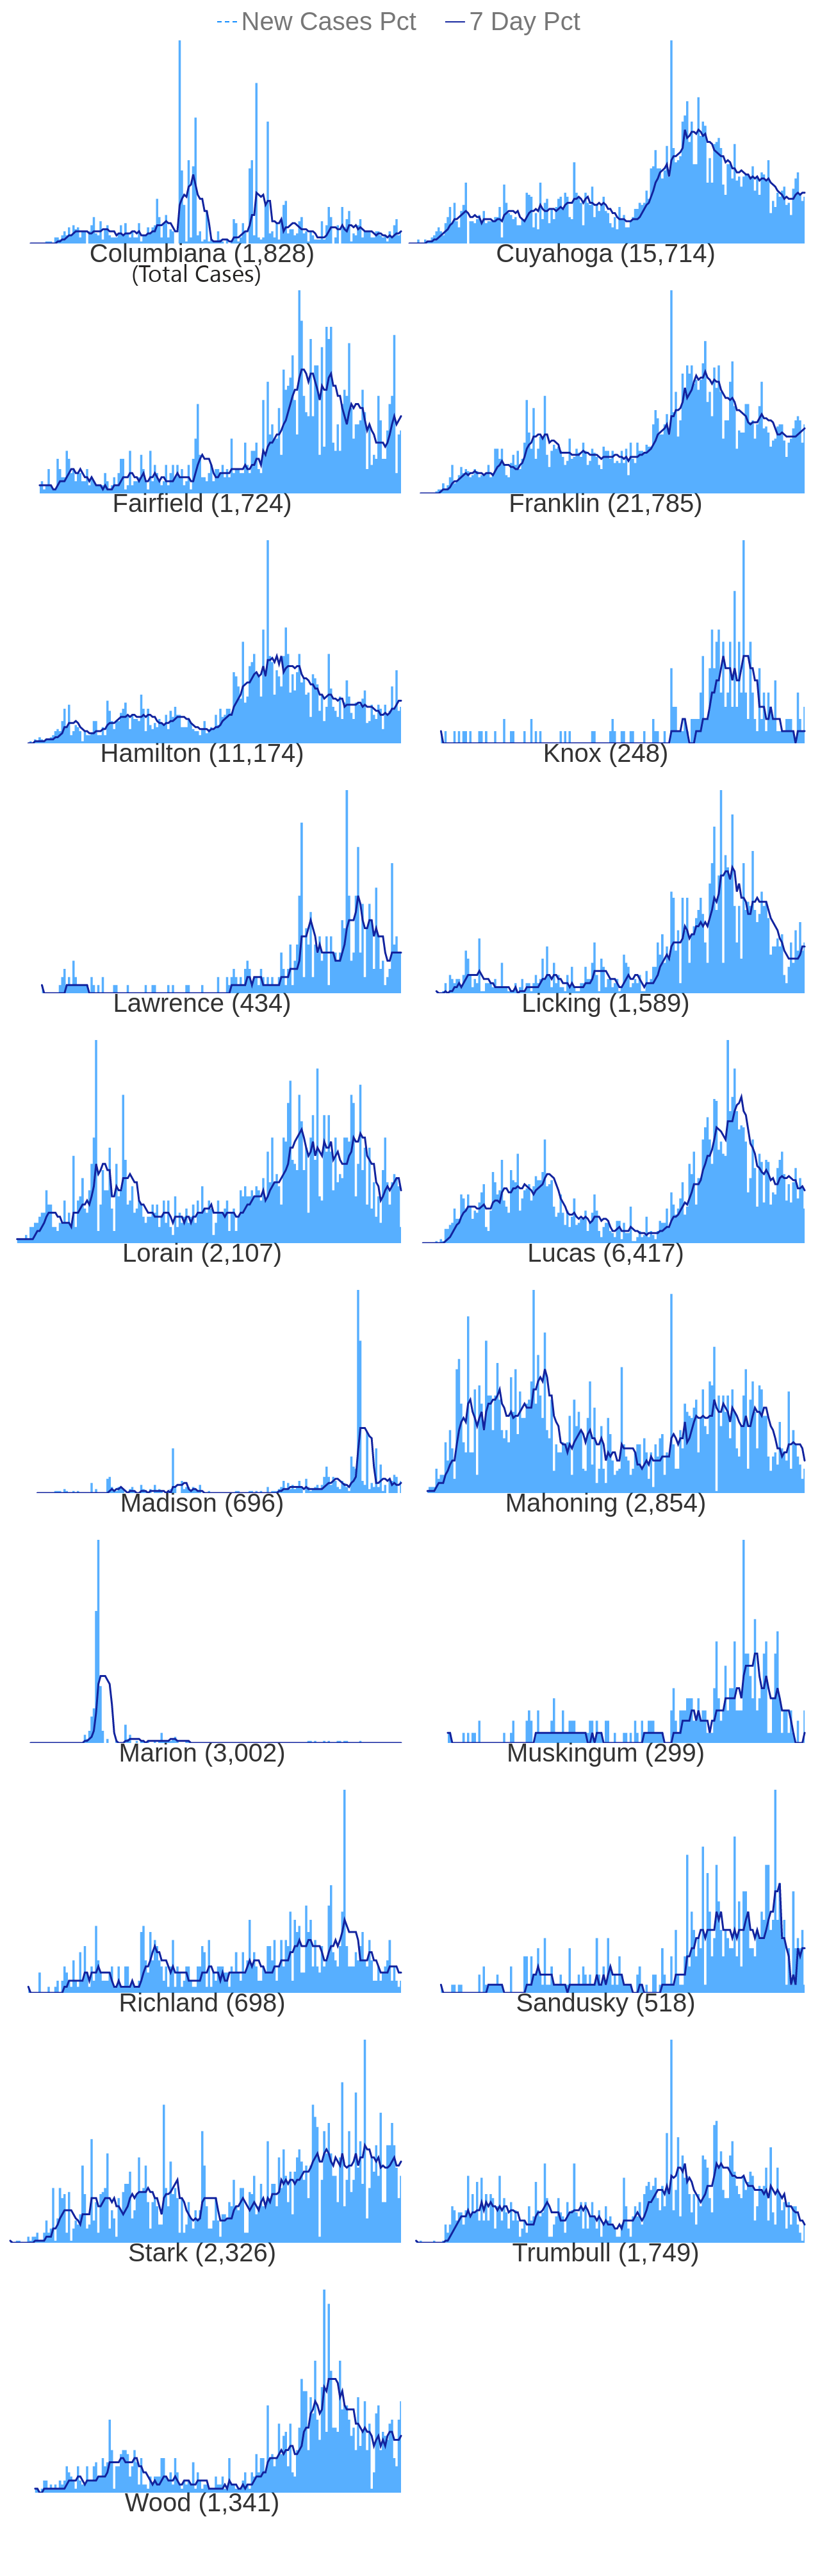 New Cases Pct 7 Day Pct
Columbiana (1,828) Cuyahoga (15,714)
(Total Cases)
Fairfield (1,724) Franklin (21,785)
Hamilton (11,174) Knox (248)
Lawrence (434) Licking (1,589)
Lorain (2,107) Lucas (6,417)
Madison (696) Mahoning (2,854)
Marion (3,002) Muskingum (299)
Richland (698) Sandusky (518)
Stark (2,326) Trumbull (1,749)
Wood (1,341)